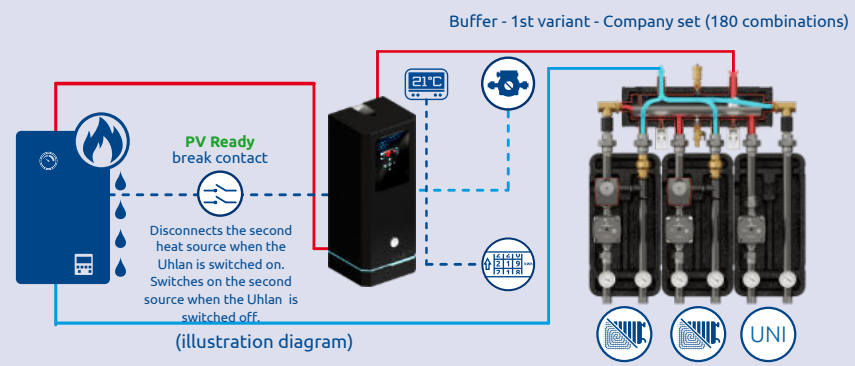 Buffer - 1st variant - Company set (180 combinations)
21°C
PV Ready
break contact
Disconnects the second
heat source when the
Uhlan is switched on.
Switches on the second
source when the Uhlan is
switched off.
219
UNI
(illustration diagram)